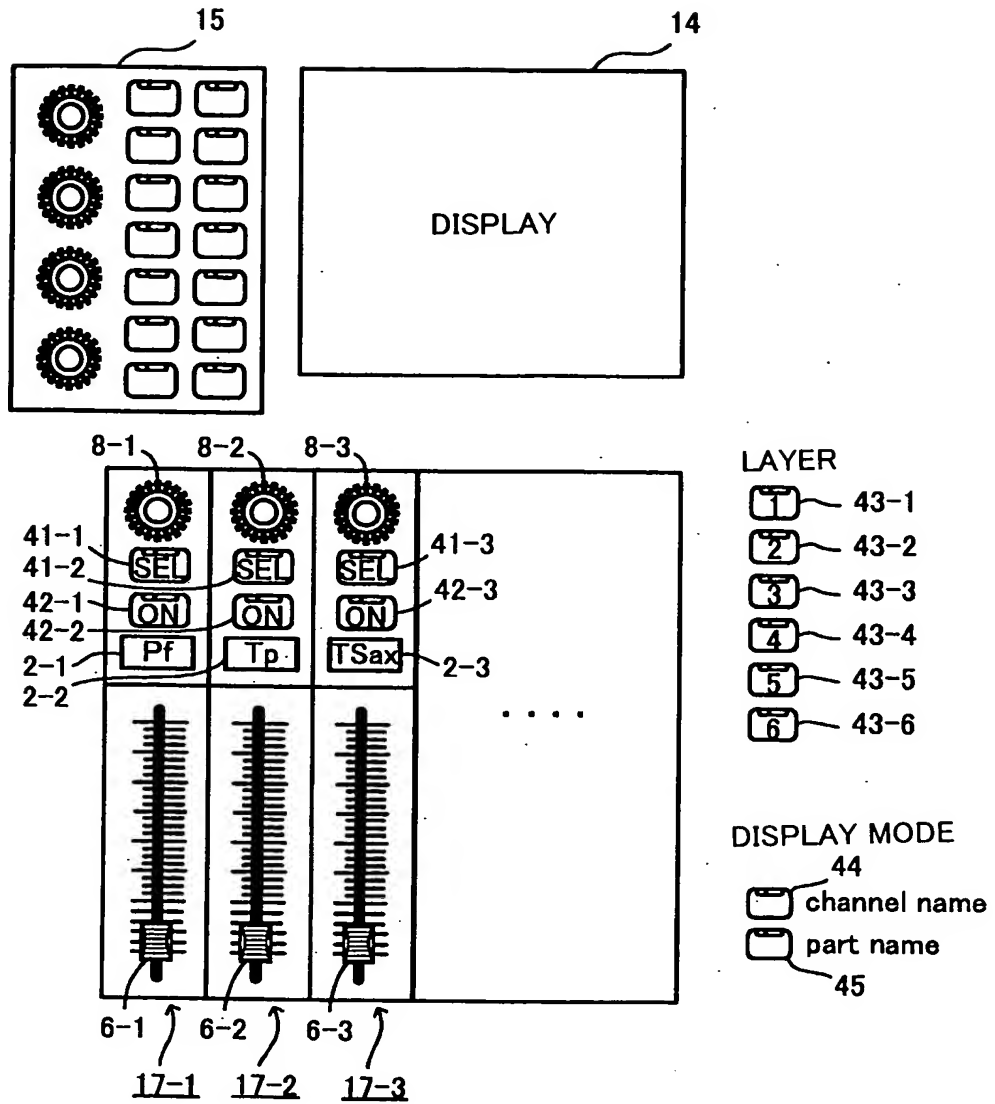 15
14
DISPLAY
8-1
8-2
8-3
41-1
41-2
42-1
42-2
2-1
2-2
SEL
SEL
SEL
ON
ON
ON
Pf
Tp
TSax
41-3
42-3
2-3
. . . .
6-1
6-2
6-3
17-1
17-2
17-3
LAYER
1 43-1
2 43-2
3 43-3
4 43-4
5 43-5
6 43-6
DISPLAY MODE
44
channel name
part name
45